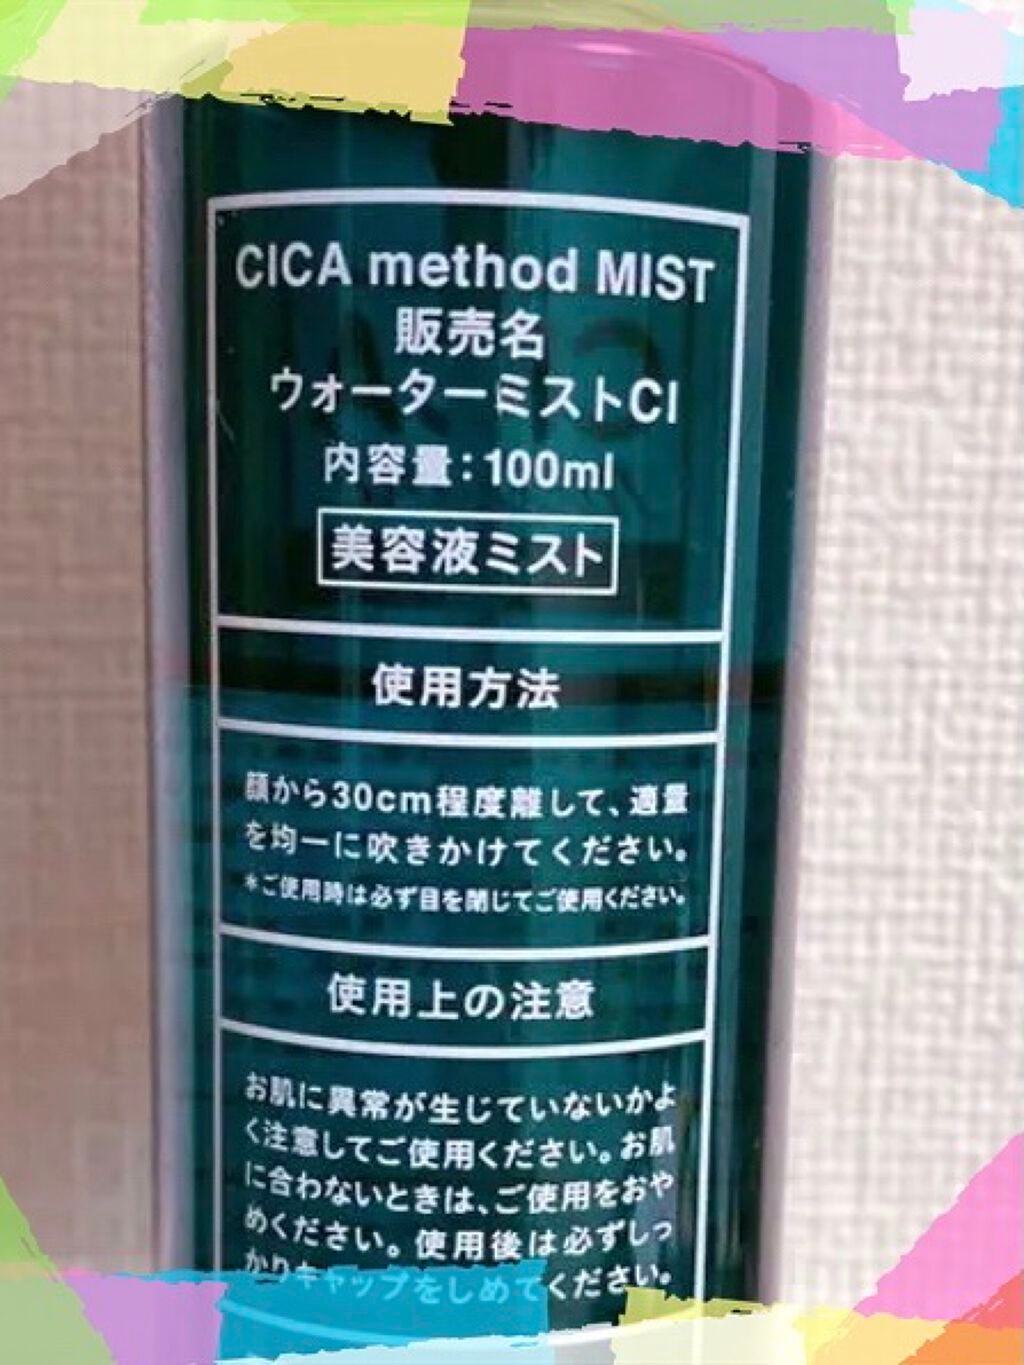 CICA method MIST
販売名
ウォーターミストCI
内容量：100ml
美容液ミスト
使用方法
顔から30cm程度離して、適量
を均一に吹きかけてください。
*ご使用時は必ず目を閉じてご使用ください。
使用上の注意
お肌に異常が生じていないかよ
く注意してご使用ください。お肌
に合わないときは、ご使用をおや
めください。使用後は必ずしっ
かりキャップをしめてください。